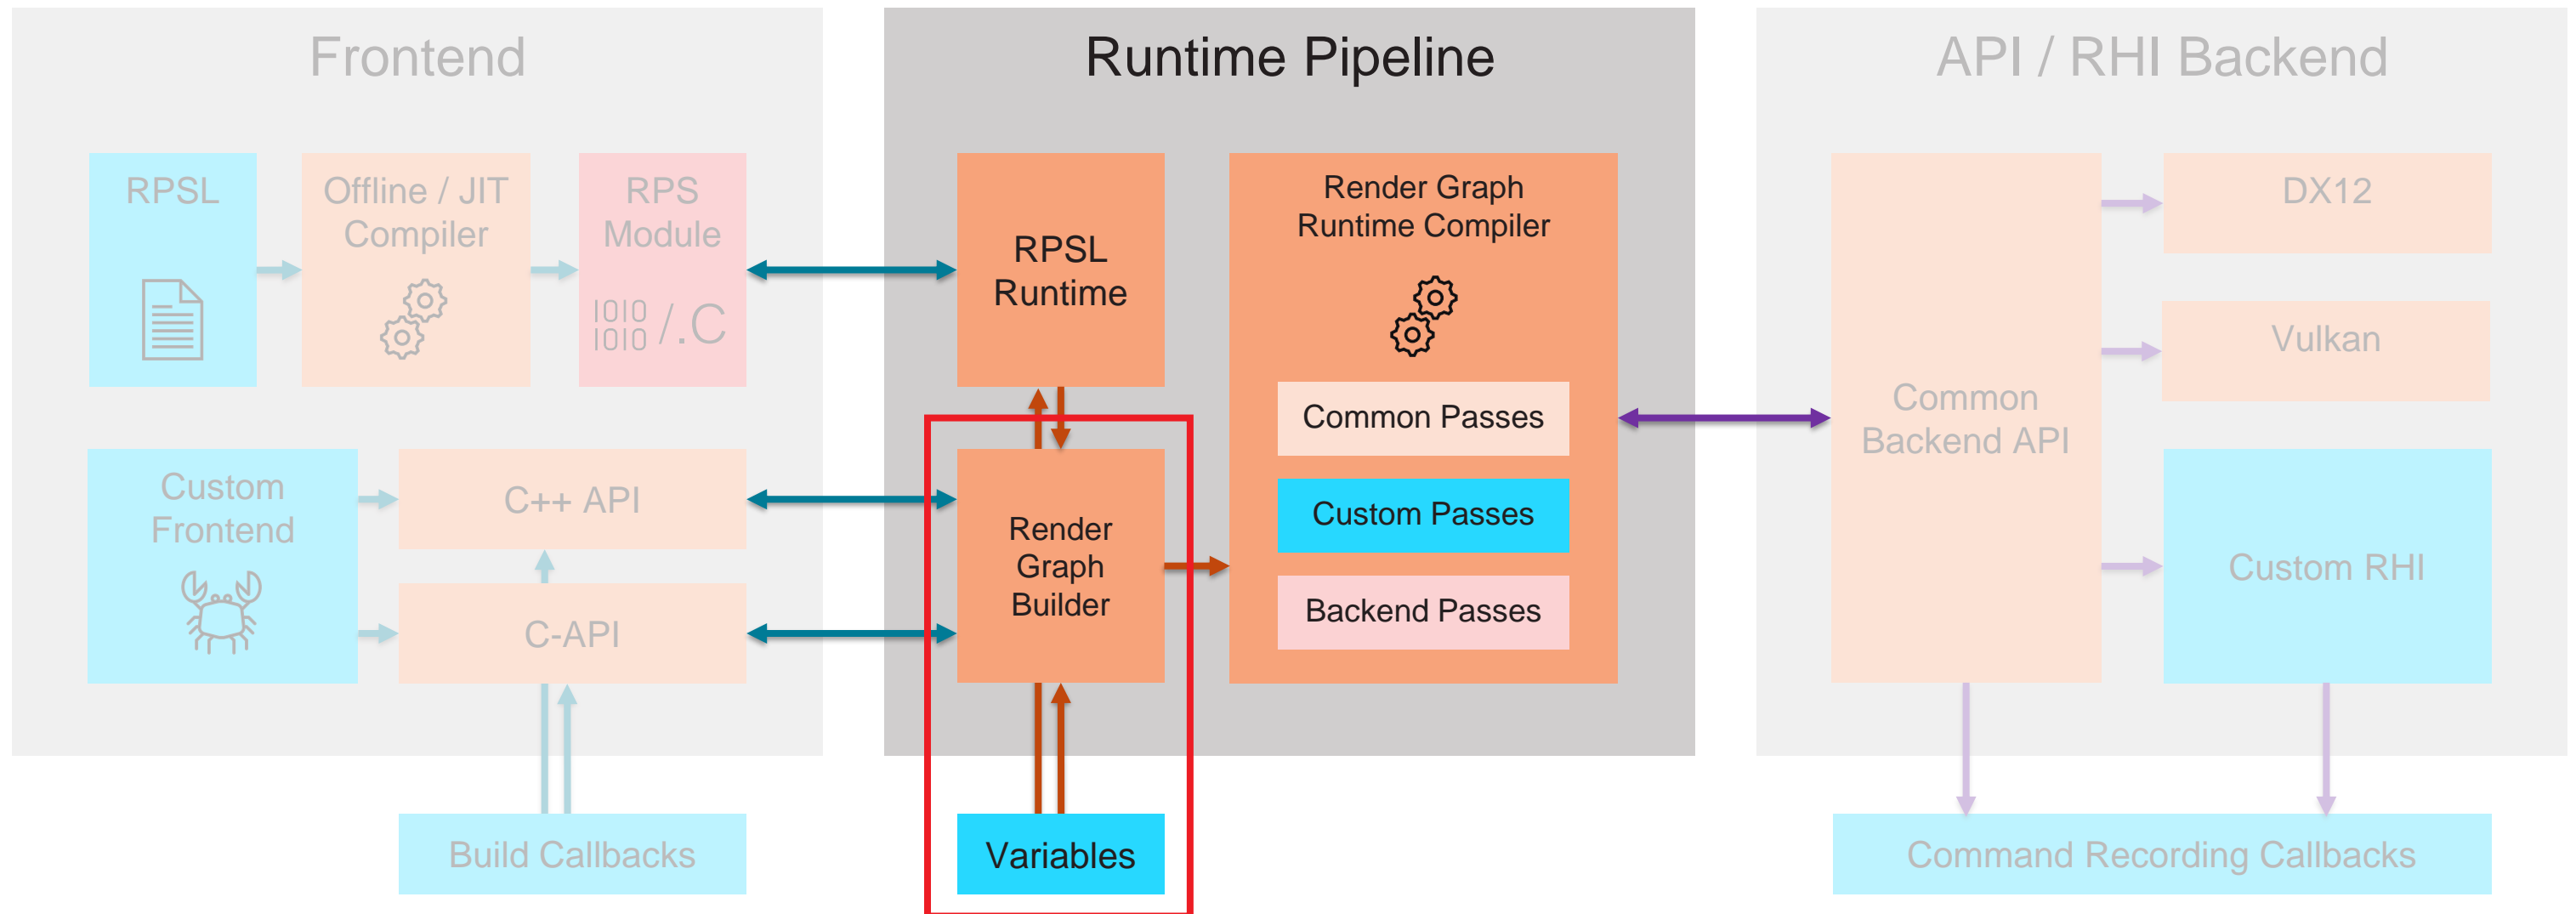 Frontend
RPSL
Offline / JIT
Compiler
RPS
Module
1010
1010
/.C
Custom
Frontend
C++ API
C-API
Build Callbacks
Runtime Pipeline
RPSL
Runtime
Render
Graph
Builder
Variables
Render Graph
Runtime Compiler
Common Passes
Custom Passes
Backend Passes
API / RHI Backend
Common
Backend API
DX12
Vulkan
Custom RHI
Command Recording Callbacks